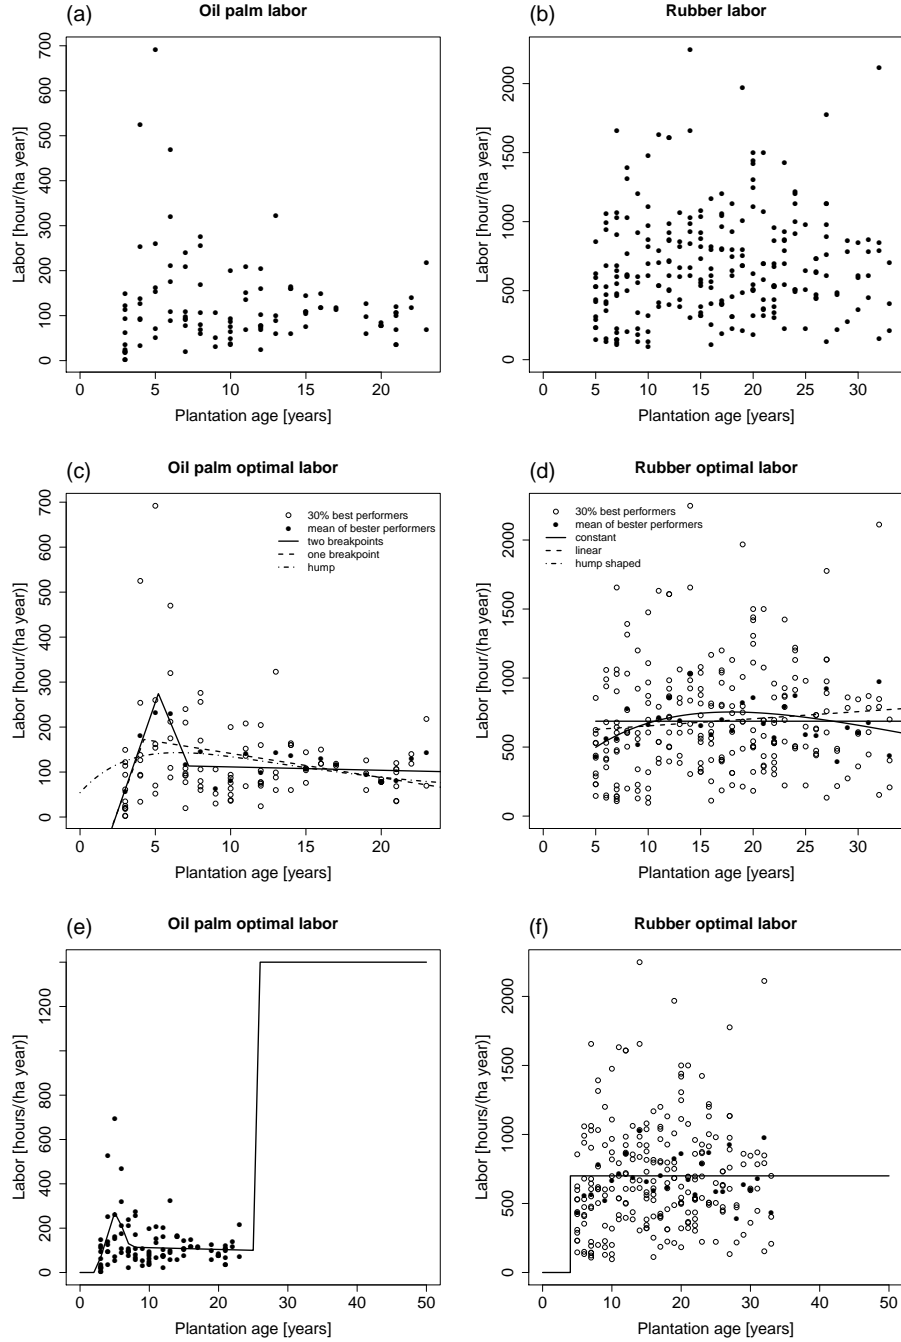 (a) Oil palm labor
Labor [hour/(ha year)]
0 100 200 300 400 500 600 700
0 5 10 15 20
Plantation age [years]
(b) Rubber labor
Labor [hour/(ha year)]
0 500 1000 1500 2000
0 5 10 15 20 25 30
Plantation age [years]
(c) Oil palm optimal labor
Labor [hour/(ha year)]
0 100 200 300 400 500 600 700
30% best performers
mean of bester performers
two breakpoints
one breakpoint
hump
0 5 10 15 20
Plantation age [years]
(d) Rubber optimal labor
Labor [hour/(ha year)]
0 500 1000 1500 2000
30% best performers
mean of bester performers
constant
linear
hump shaped
0 5 10 15 20 25 30
Plantation age [years]
(e) Oil palm optimal labor
Labor [hours/(ha year)]
0 200 400 600 800 1200
0 10 20 30 40 50
Plantation age [years]
(f) Rubber optimal labor
Labor [hours/(ha year)]
0 500 1000 1500 2000
0 10 20 30 40 50
Plantation age [years]